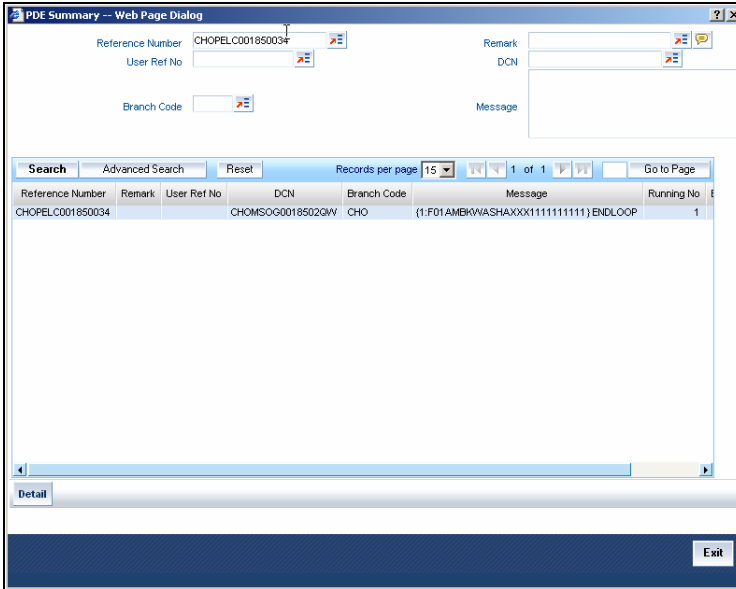 PDE Summary -- Web Page Dialog
Reference Number CHOPELC001850034 Remark
User Ref No DCN
Branch Code Message
Search Advanced Search Reset Records per page 15 1 of 1 Go to Page
Reference Number Remark User Ref No DCN Branch Code Message Running No
CHOPELC001850034 CHOMSOG0018502QW CHO {1:F01AMBKWASHAXXX1111111111}ENDLOOP 1
Detail
Exit